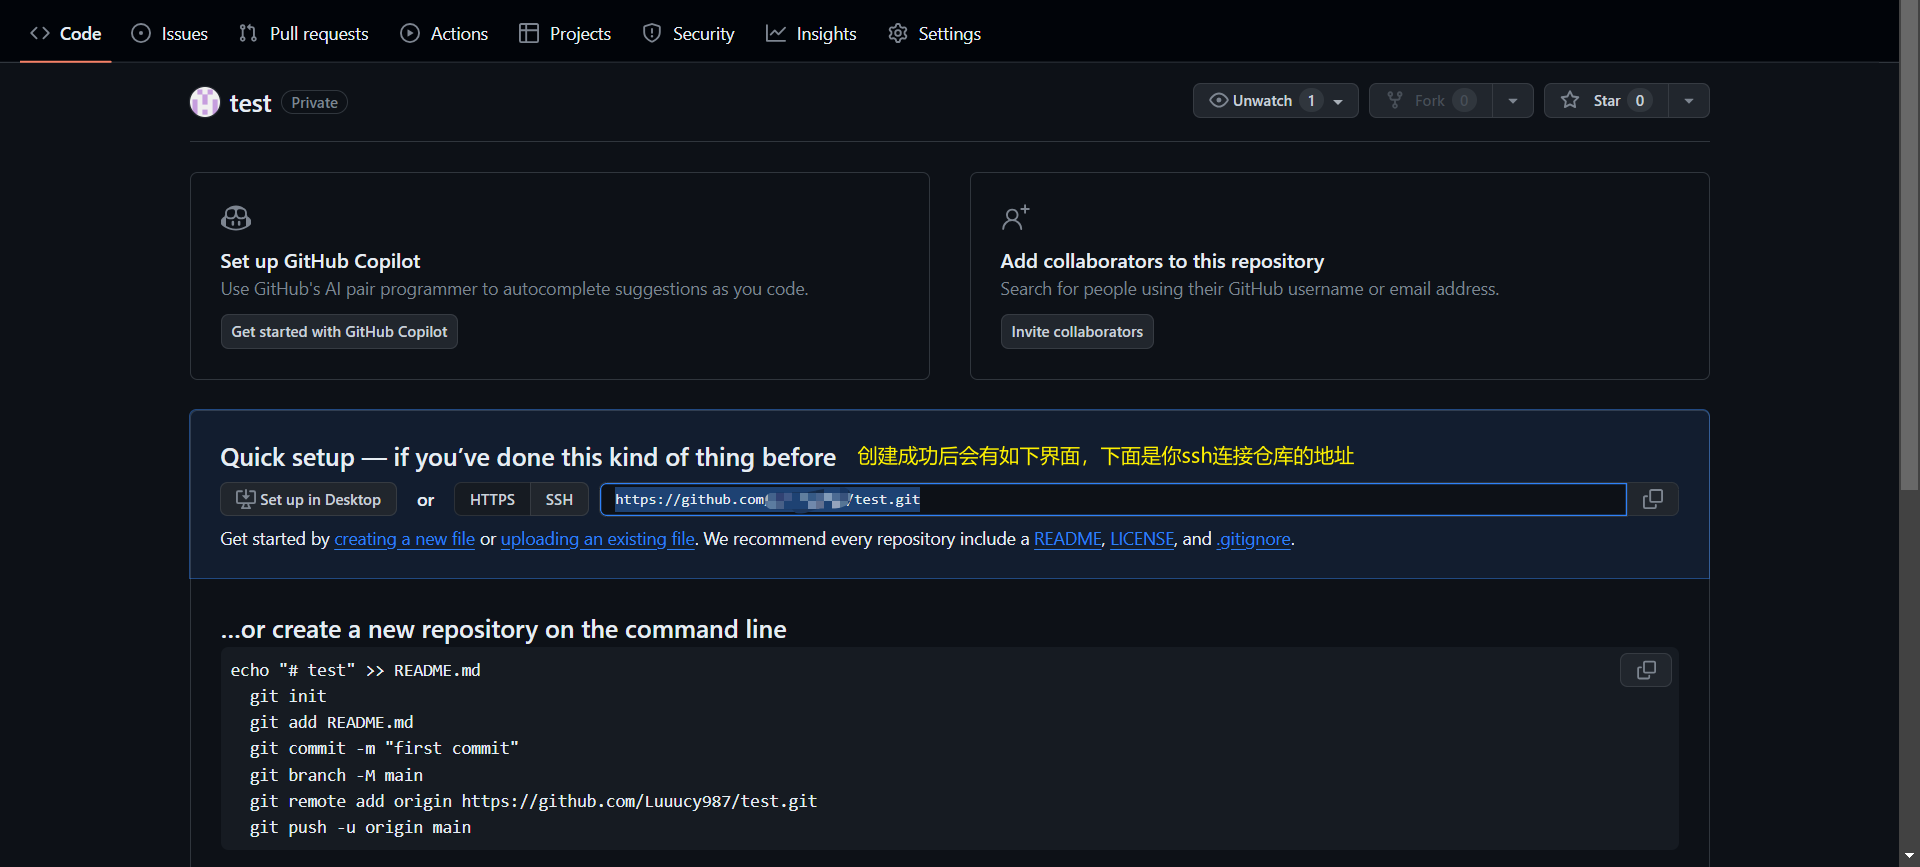 Code Issues Pull requests Actions Projects Security Insights Settings
test Private Unwatch 1 Fork 0 Star 0
Set up GitHub Copilot
Use GitHub's AI pair programmer to autocomplete suggestions as you code.
Get started with GitHub Copilot
Add collaborators to this repository
Search for people using their GitHub username or email address.
Invite collaborators
Quick setup — if you’ve done this kind of thing before 创建成功后会有如下界面，下面是你ssh连接仓库的地址
Set up in Desktop or HTTPS SSH https://github.com/ /test.git
Get started by creating a new file or uploading an existing file. We recommend every repository include a README, LICENSE, and .gitignore.
…or create a new repository on the command line
echo "# test" >> README.md
git init
git add README.md
git commit -m "first commit"
git branch -M main
git remote add origin https://github.com/Luuucy987/test.git
git push -u origin main